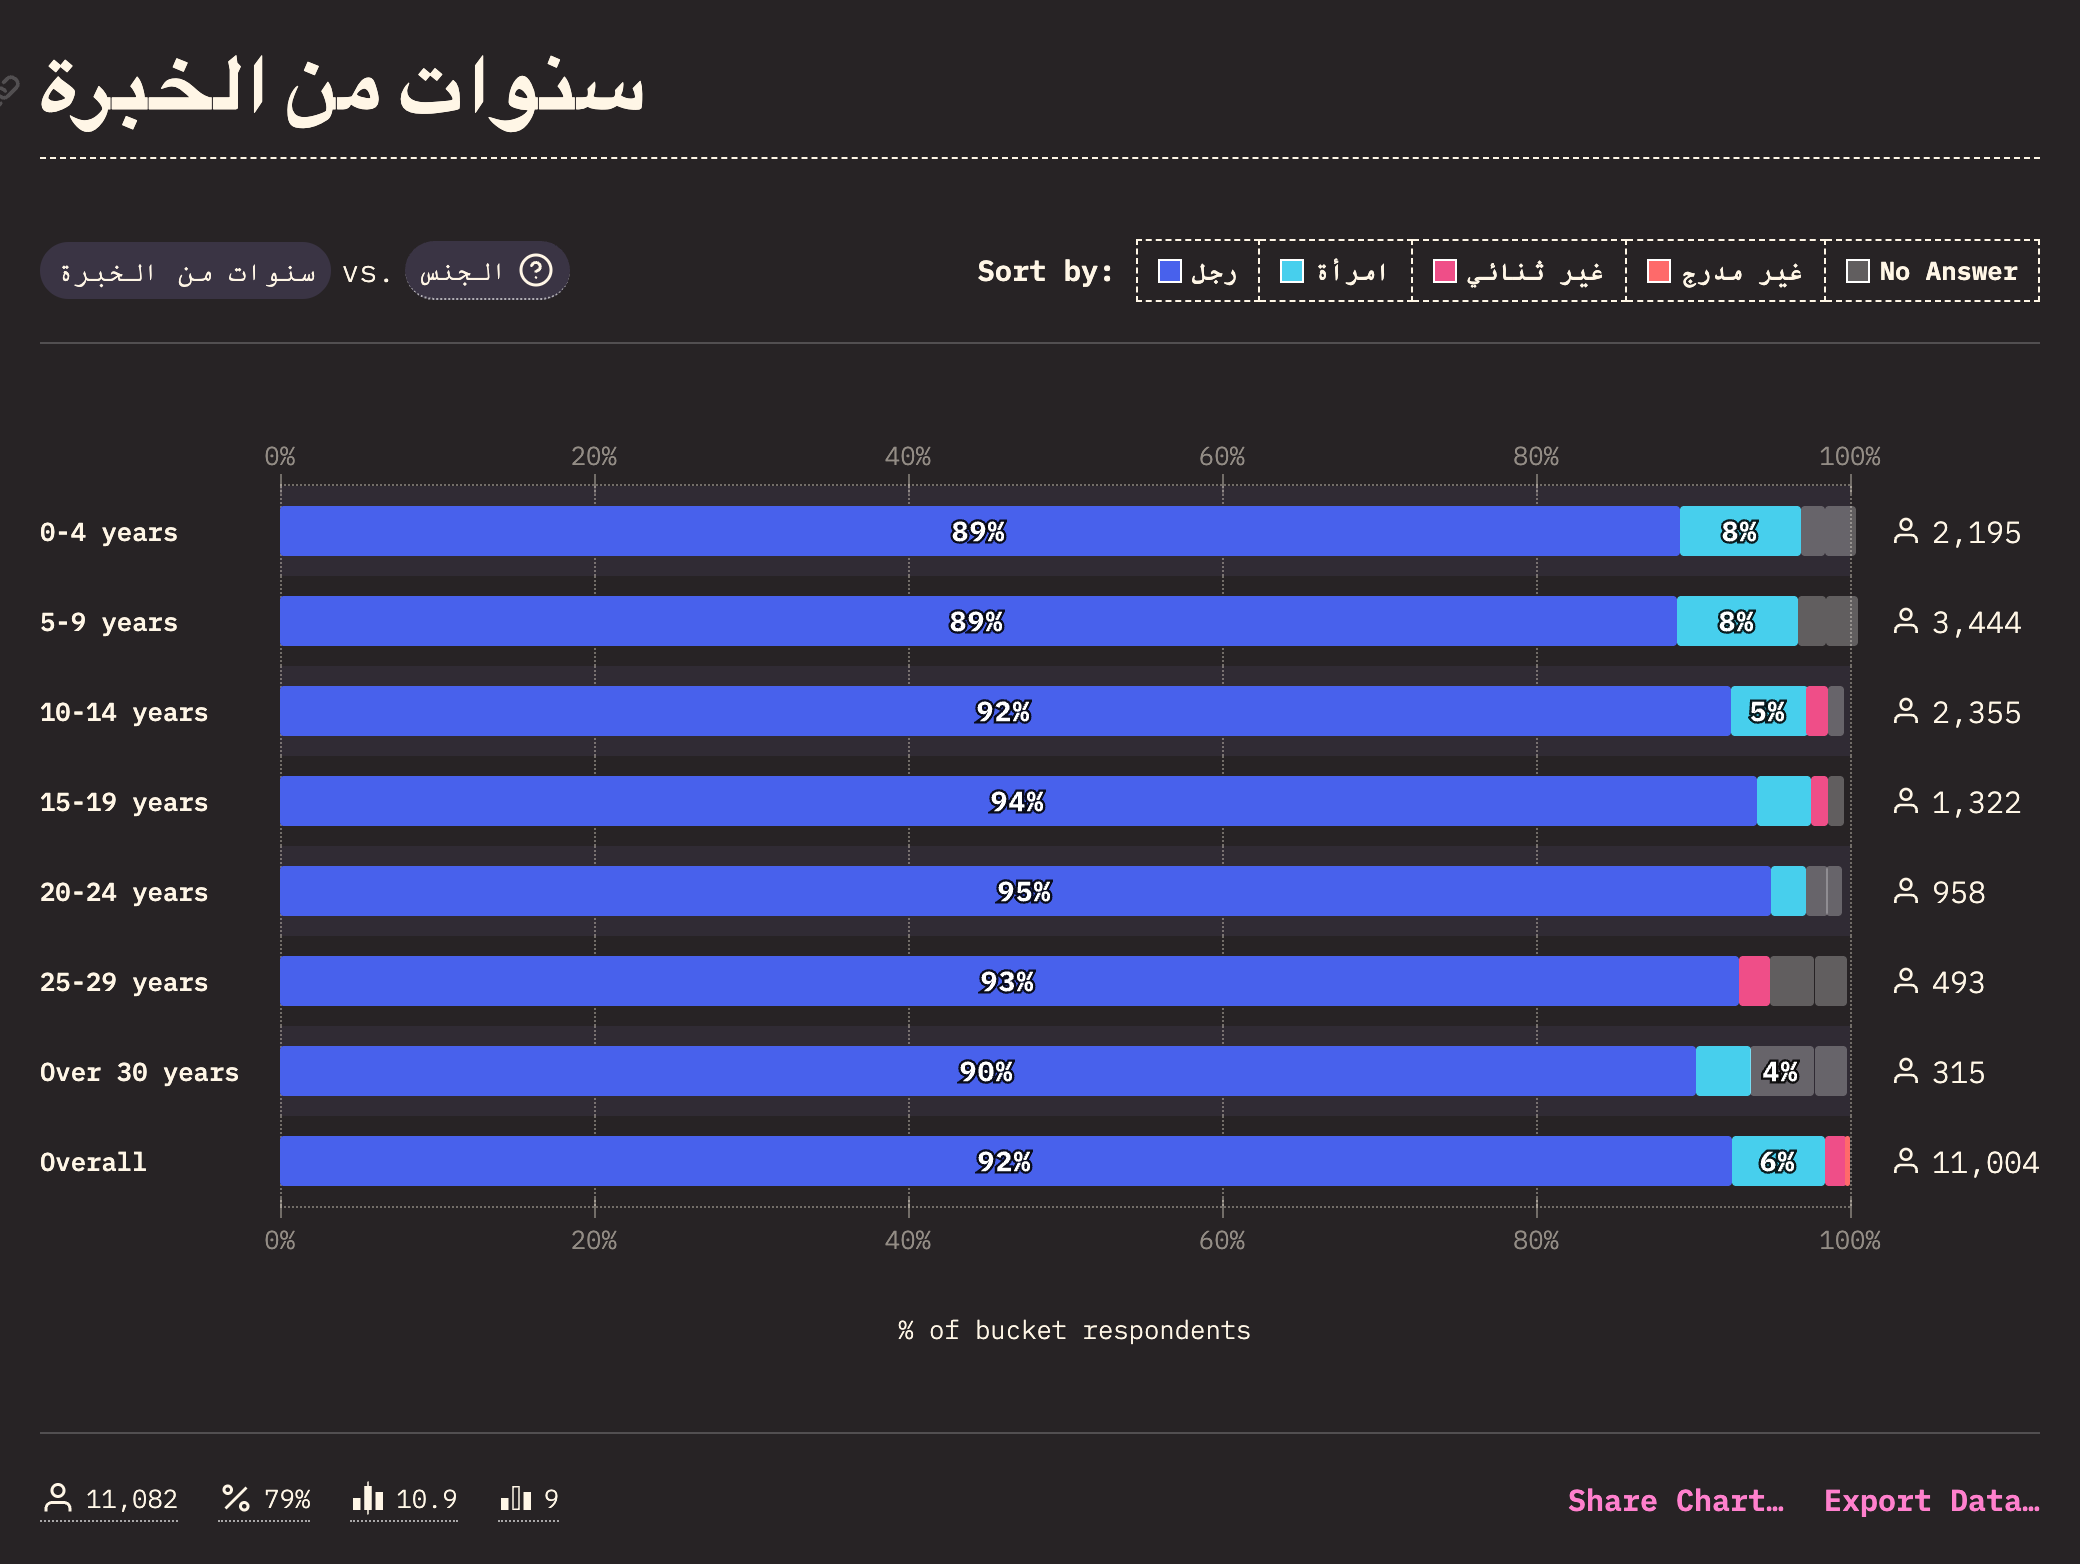 سنوات من الخبرة
سنوات من الخبرة vs. الجنس
Sort by: رجل امرأة غير ثنائي غير مدرج No Answer
0% 20% 40% 60% 80% 100%
0-4 years 89% 8% 2,195
5-9 years 89% 8% 3,444
10-14 years 92% 5% 2,355
15-19 years 94% 1,322
20-24 years 95% 958
25-29 years 93% 493
Over 30 years 90% 4% 315
Overall 92% 6% 11,004
0% 20% 40% 60% 80% 100%
% of bucket respondents
11,082 79% 10.9 9 Share Chart… Export Data…